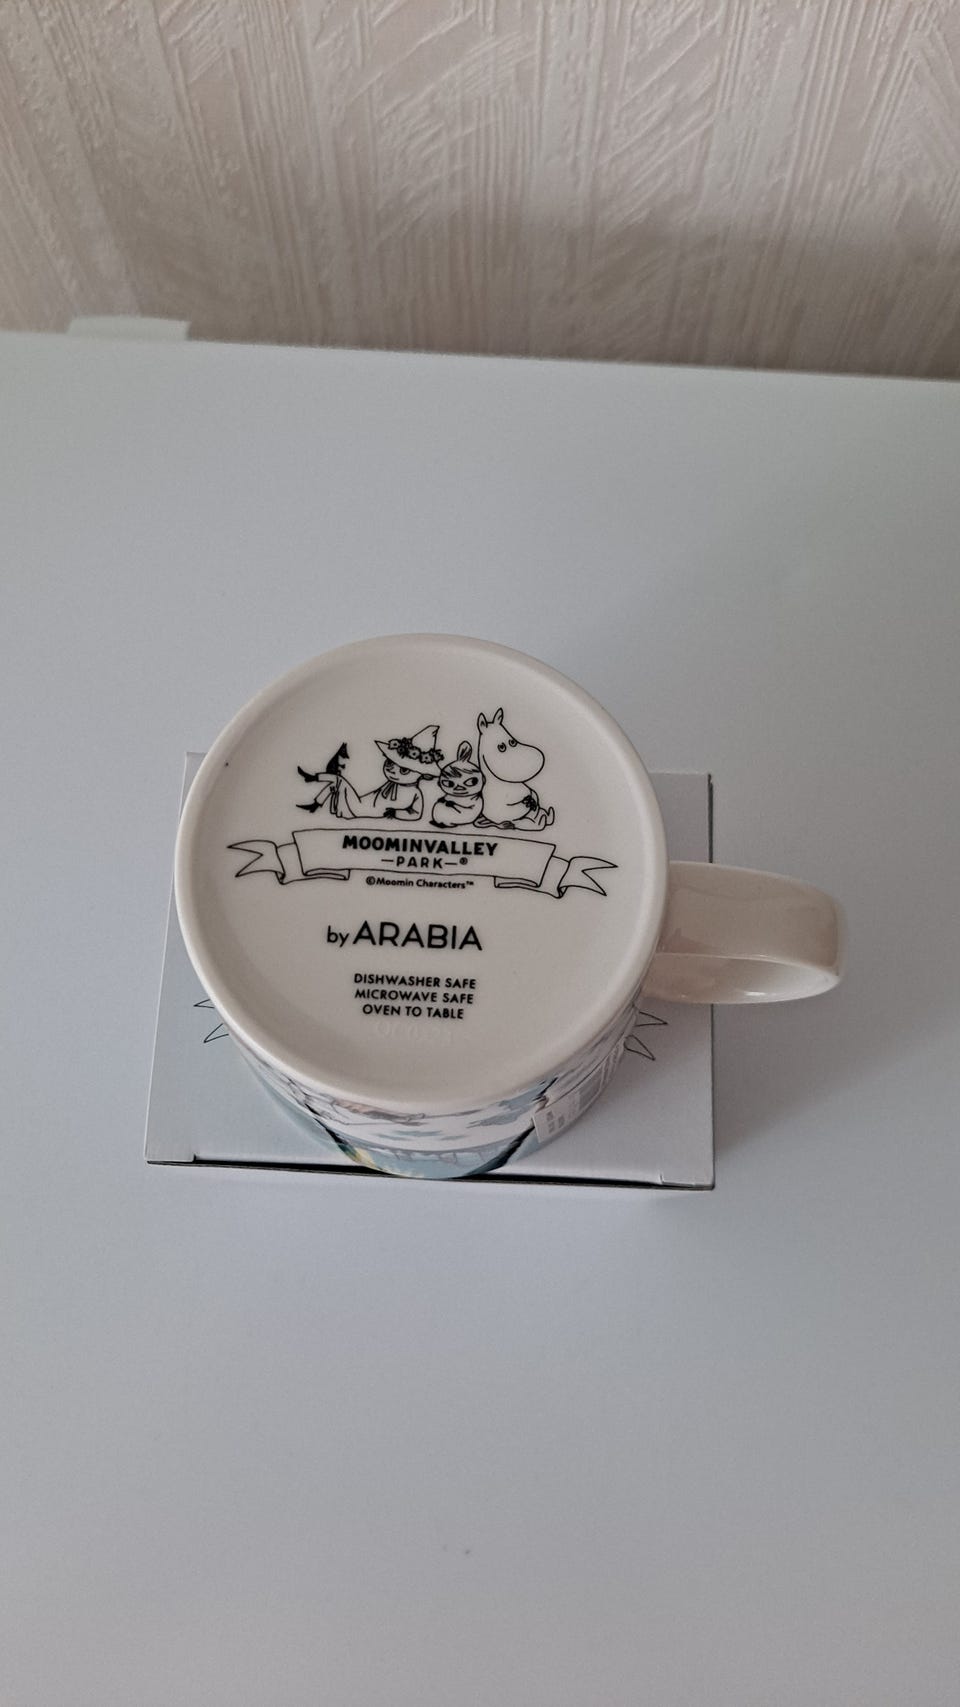 MOOMINVALLEY
—PARK—®
©Moomin Characters™
by ARABIA
DISHWASHER SAFE
MICROWAVE SAFE
OVEN TO TABLE